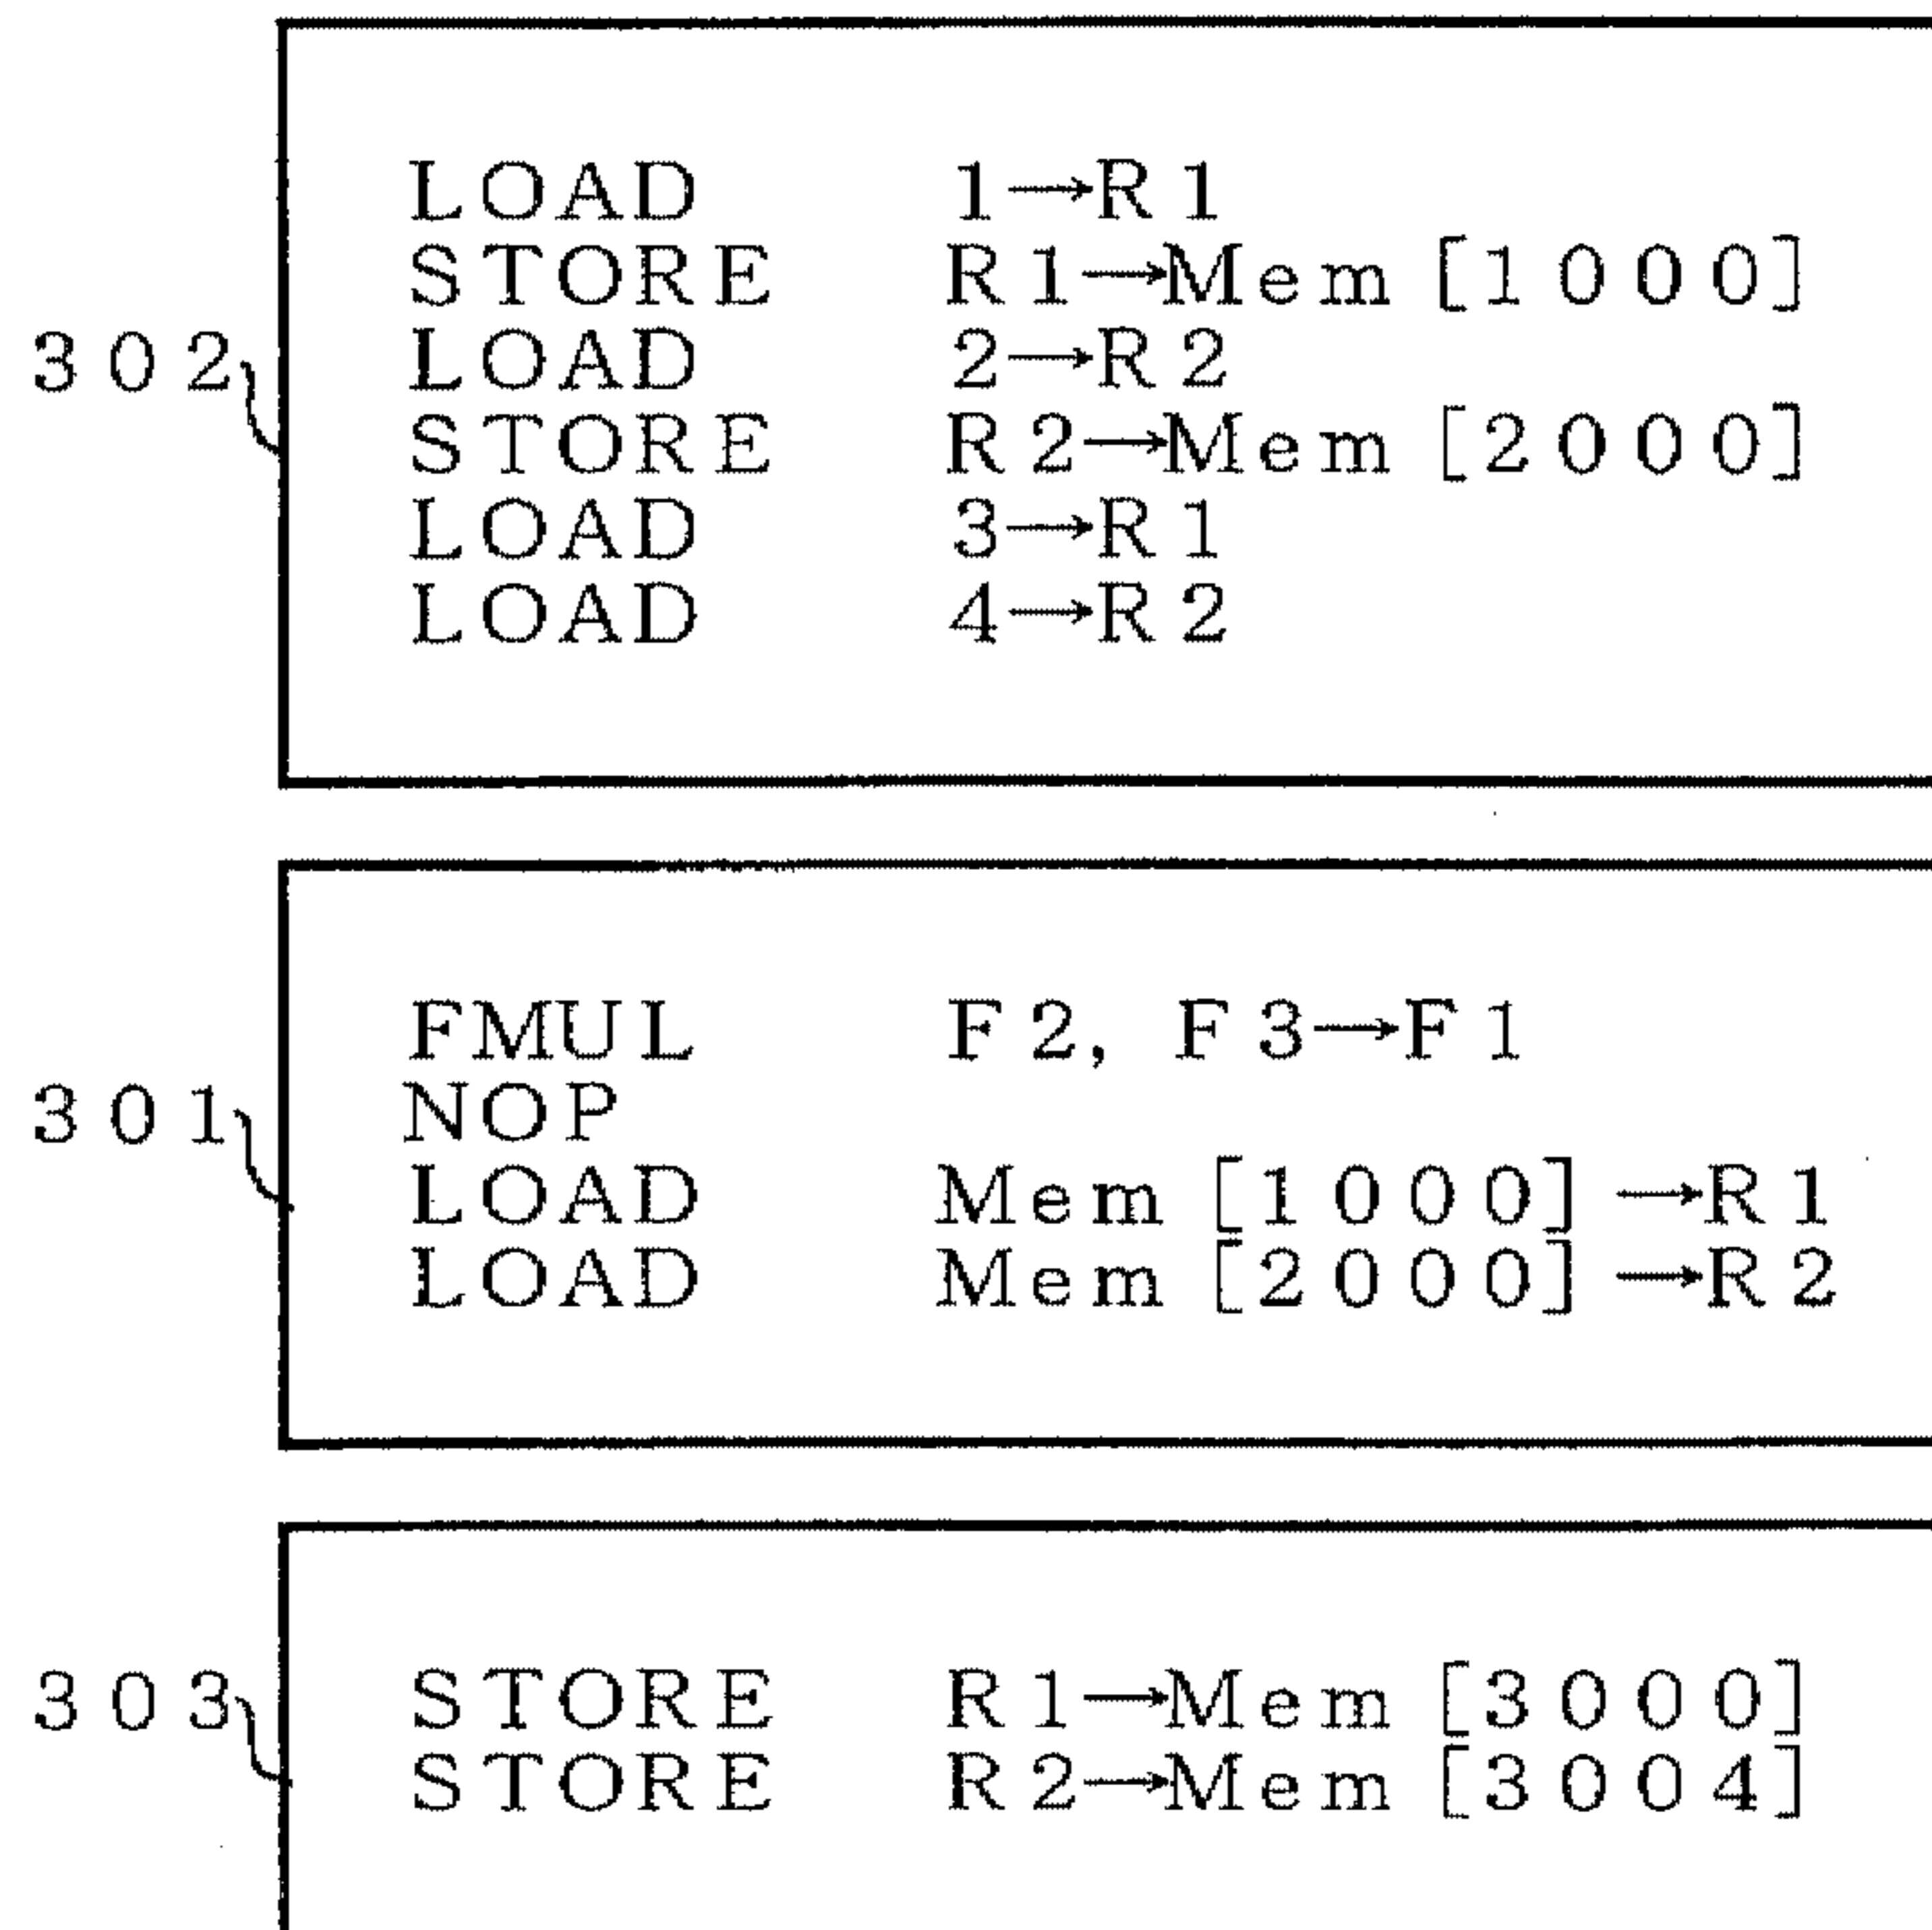 LOAD 1→R1
STORE R1→Mem[1000]
302 LOAD 2→R2
STORE R2→Mem[2000]
LOAD 3→R1
LOAD 4→R2
FMUL F2, F3→F1
301 NOP
LOAD Mem[1000]→R1
LOAD Mem[2000]→R2
303 STORE R1→Mem[3000]
STORE R2→Mem[3004]